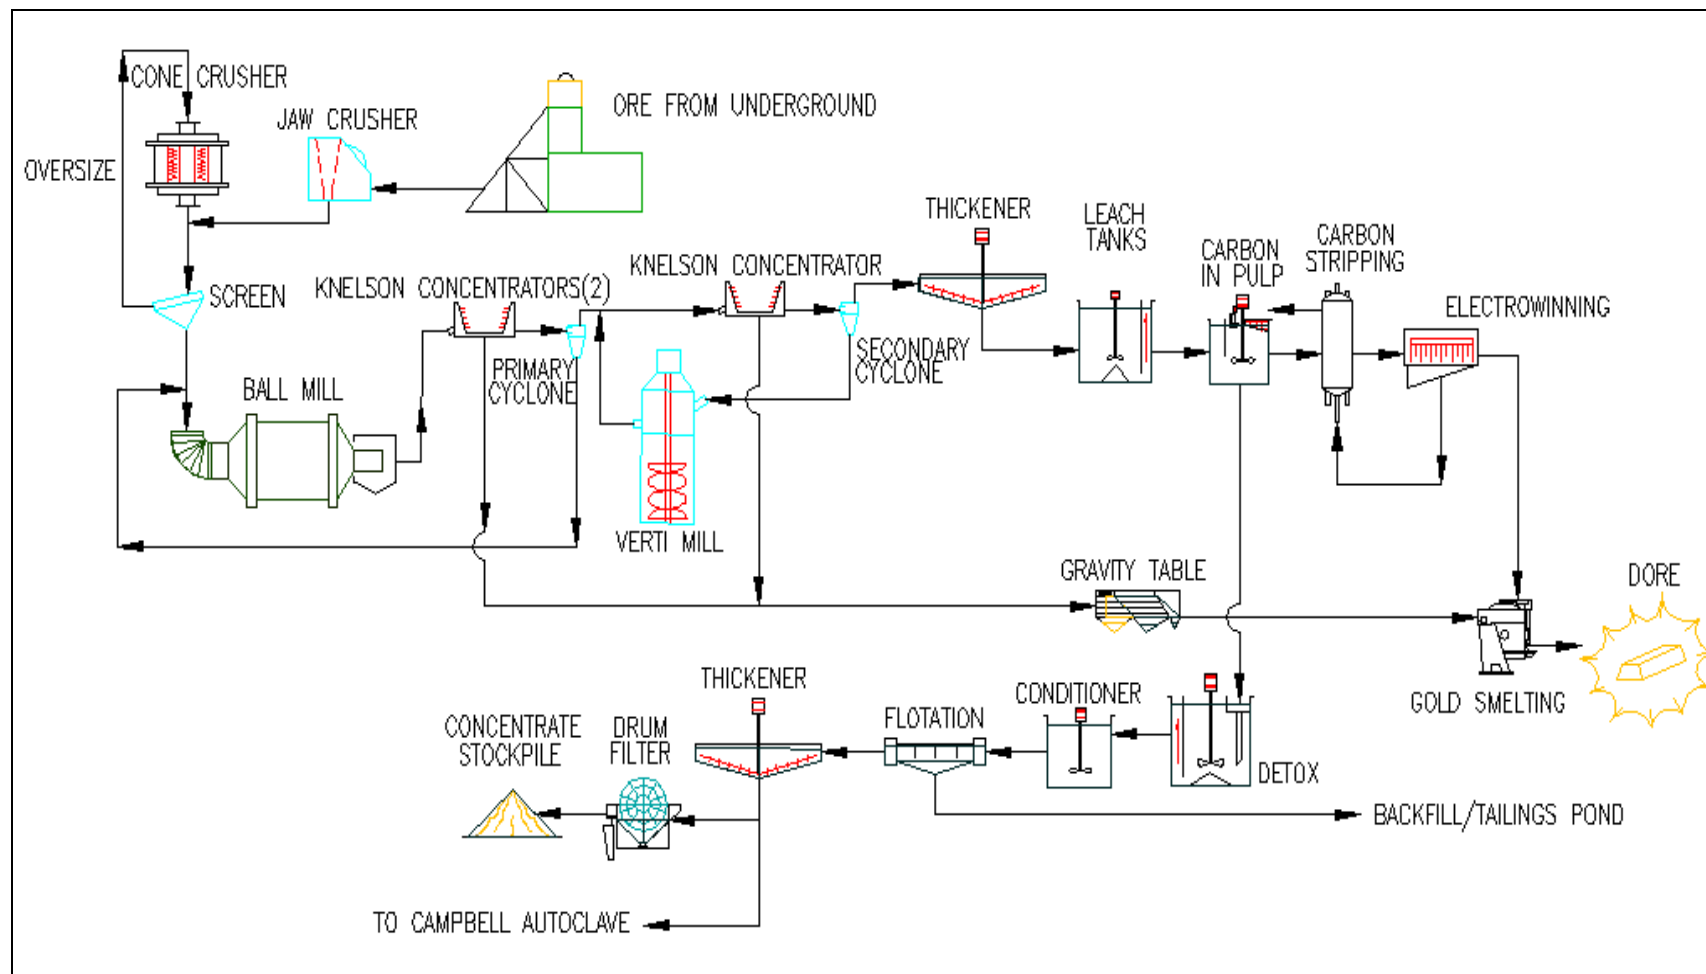 CONE CRUSHER
JAW CRUSHER
ORE FROM UNDERGROUND
OVERSIZE
SCREEN
KNELSON CONCENTRATORS(2)
KNELSON CONCENTRATOR
THICKENER
LEACH
TANKS
CARBON
IN PULP
CARBON
STRIPPING
ELECTROWINNING
PRIMARY
CYCLONE
SECONDARY
CYCLONE
BALL MILL
VERTI MILL
GRAVITY TABLE
DORE
GOLD SMELTING
THICKENER
CONDITIONER
FLOTATION
DETOX
CONCENTRATE
STOCKPILE
DRUM
FILTER
BACKFILL/TAILINGS POND
TO CAMPBELL AUTOCLAVE